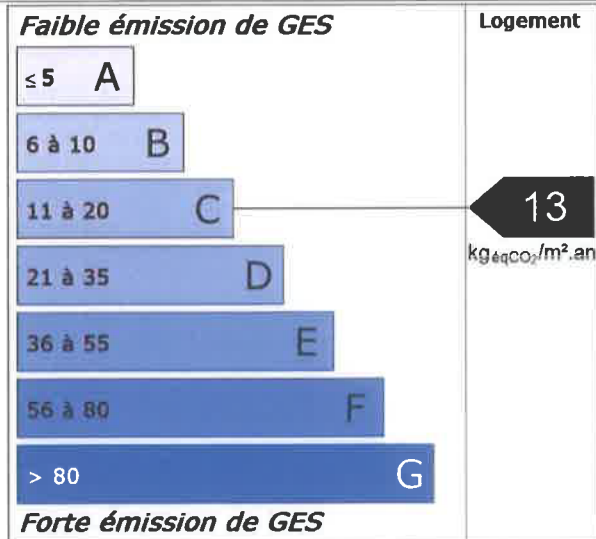 Faible émission de GES
Logement
≤ 5 A
6 à 10 B
11 à 20 C
13
kgéqCO₂/m².an
21 à 35 D
36 à 55 E
56 à 80 F
> 80 G
Forte émission de GES